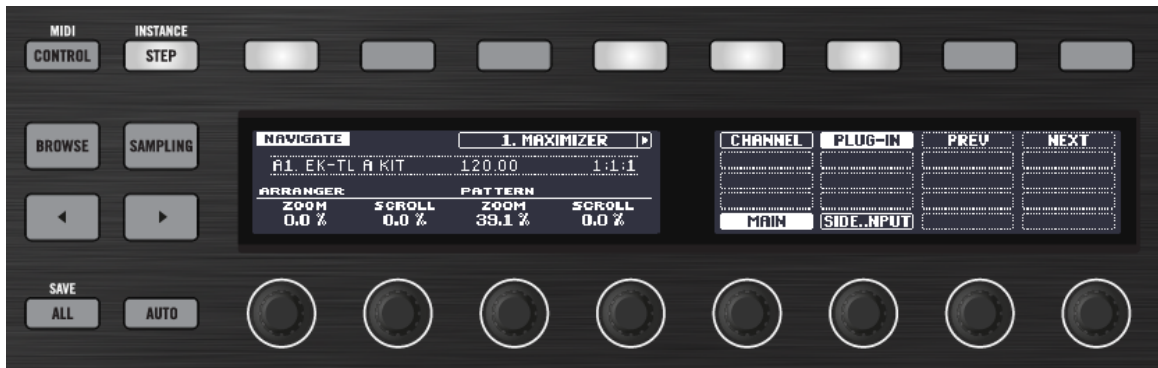 MIDI INSTANCE
CONTROL STEP
BROWSE SAMPLING
NAVIGATE 1. MAXIMIZER
A1. EK-TL A KIT 120.00 1:1:1
ARRANGER PATTERN
ZOOM SCROLL ZOOM SCROLL
0.0 % 0.0 % 39.1 % 0.0 %
CHANNEL PLUG-IN PREV NEXT
MAIN SIDE..NPUT
SAVE
ALL AUTO